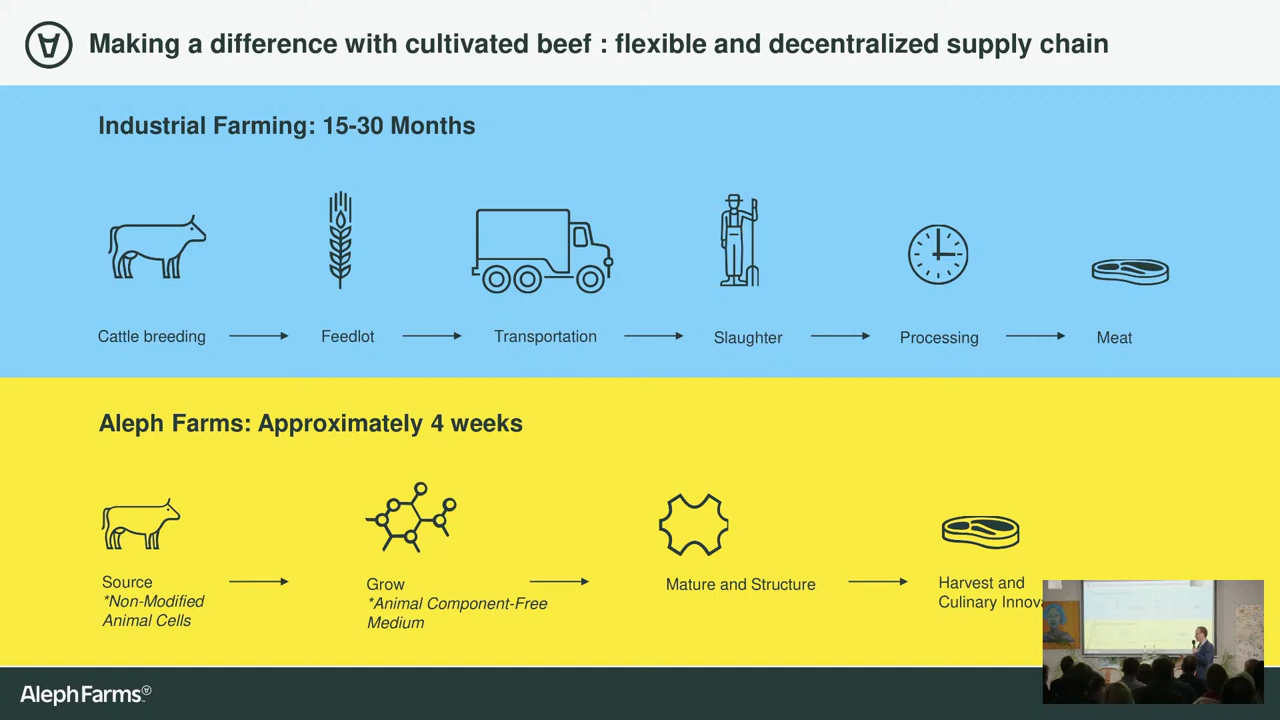 Making a difference with cultivated beef : flexible and decentralized supply chain
Industrial Farming: 15-30 Months
Cattle breeding
Feedlot
Transportation
Slaughter
Processing
Meat
Aleph Farms: Approximately 4 weeks
Source
*Non-Modified
Animal Cells
Grow
*Animal Component-Free
Medium
Mature and Structure
Harvest and
Culinary
Aleph Farms